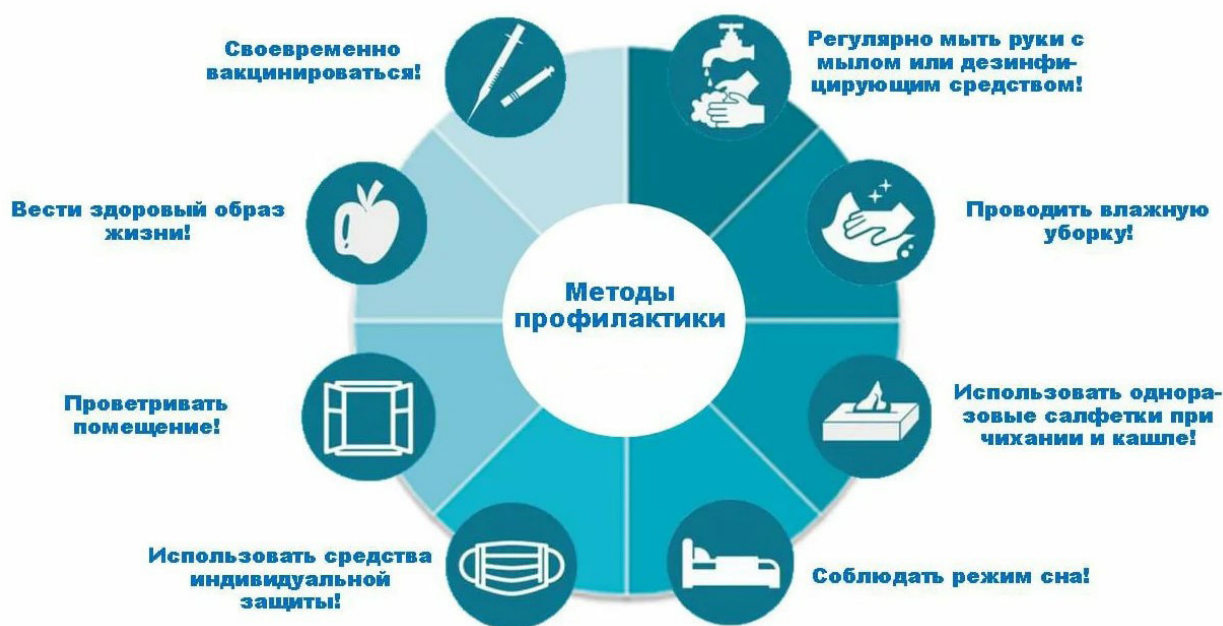 Методы
профилактики
Регулярно мыть руки с
мылом или дезинфи-
цирующим средством!
Проводить влажную
уборку!
Использовать однора-
зовые салфетки при
чихании и кашле!
Соблюдать режим сна!
Использовать средства
индивидуальной
защиты!
Проветривать
помещение!
Вести здоровый образ
жизни!
Своевременно
вакцинироваться!